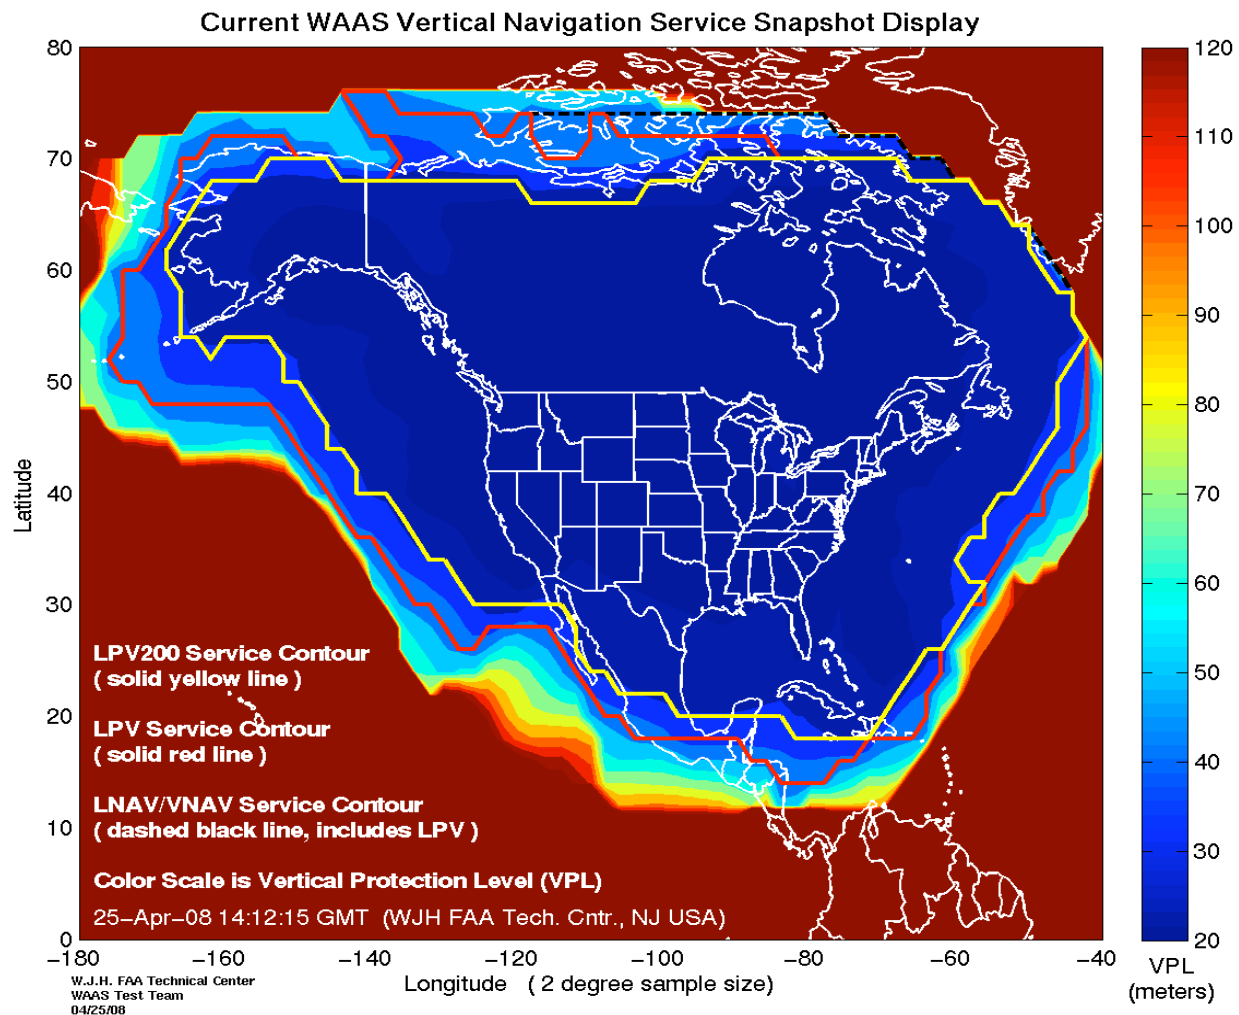 Current WAAS Vertical Navigation Service Snapshot Display
80
70
60
50
40
30
20
10
0
Latitude
LPV200 Service Contour
( solid yellow line )
LPV Service Contour
( solid red line )
LNAV/VNAV Service Contour
( dashed black line, includes LPV )
Color Scale is Vertical Protection Level (VPL)
25-Apr-08 14:12:15 GMT (WJH FAA Tech. Cntr., NJ USA)
-180 -160 -140 -120 -100 -80 -60 -40
Longitude ( 2 degree sample size)
W.J.H. FAA Technical Center
WAAS Test Team
04/25/08
120
110
100
90
80
70
60
50
40
30
20
VPL
(meters)